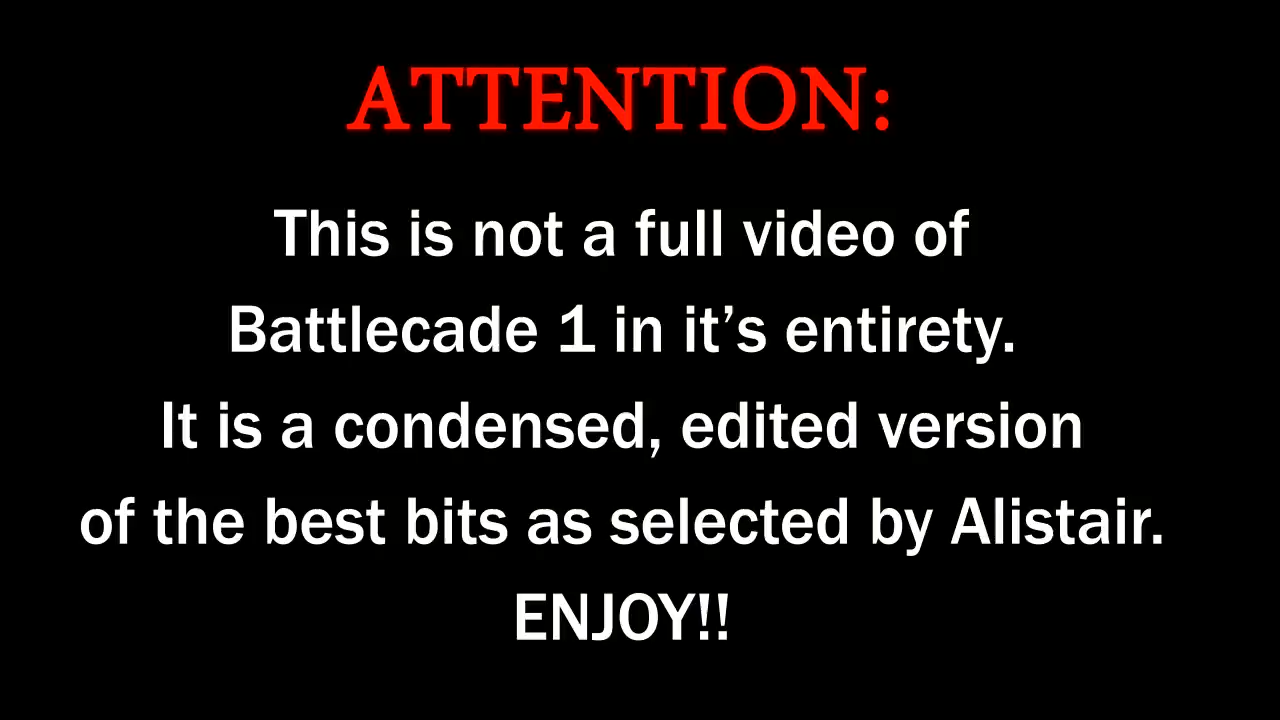 ATTENTION:
This is not a full video of
Battlecade 1 in it’s entirety.
It is a condensed, edited version
of the best bits as selected by Alistair.
ENJOY!!